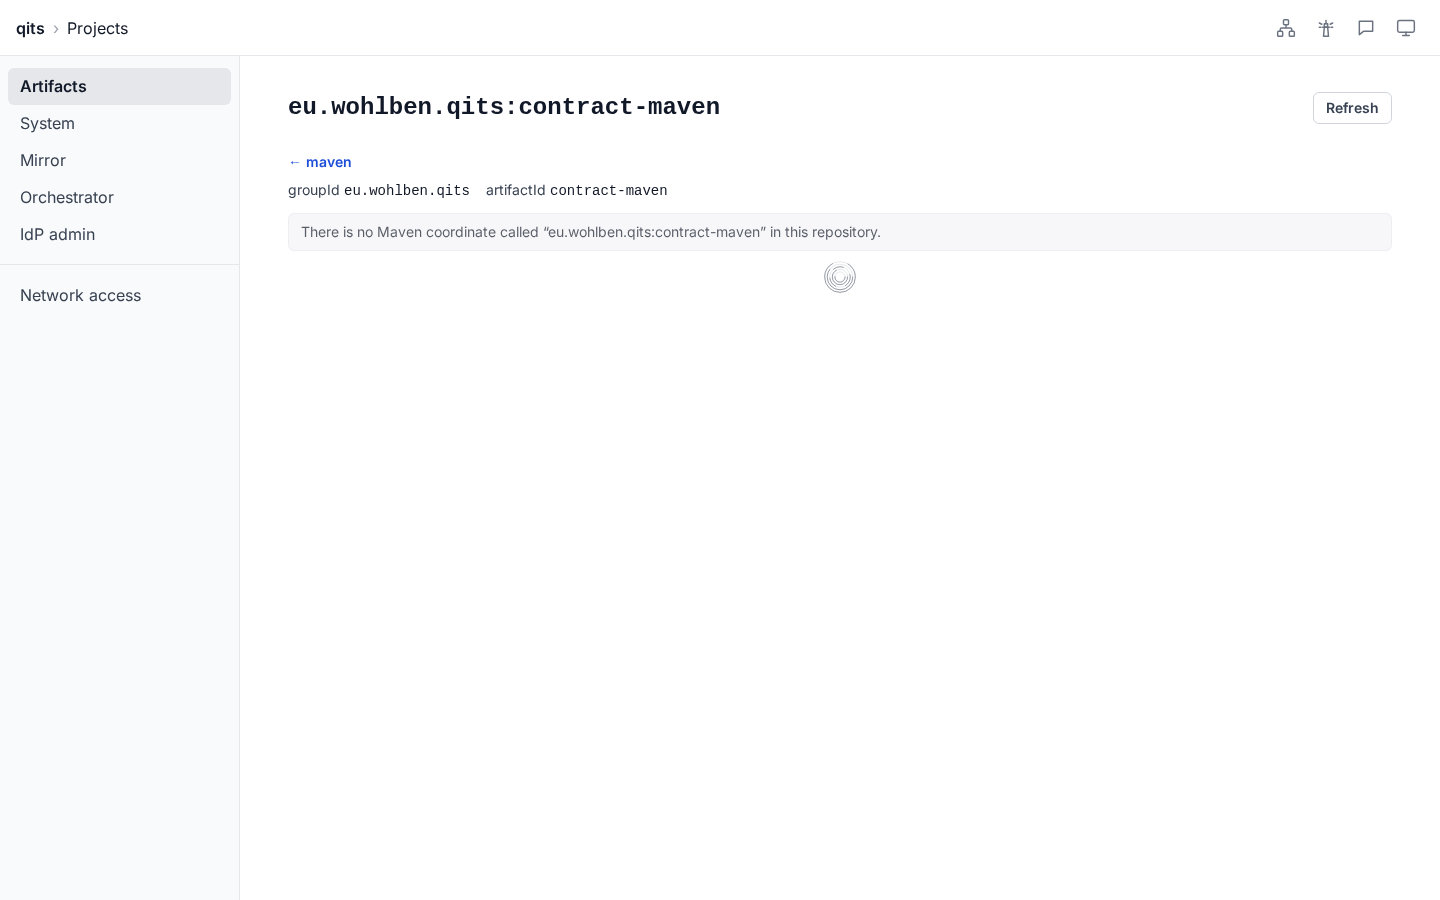 qits › Projects
Artifacts
System
Mirror
Orchestrator
IdP admin
Network access
eu.wohlben.qits:contract-maven
Refresh
← maven
groupId eu.wohlben.qits artifactId contract-maven
There is no Maven coordinate called “eu.wohlben.qits:contract-maven” in this repository.